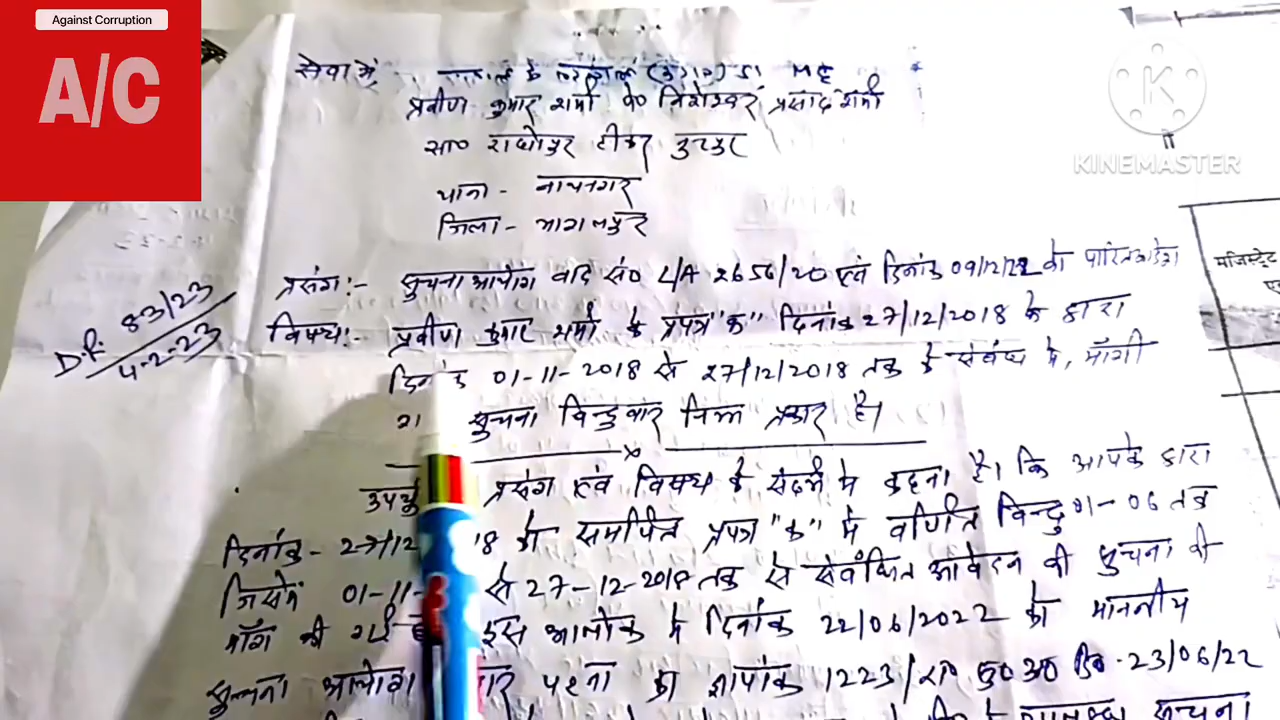 Against Corruption
A/C
KINEMASTER
सेवा में
प्रवीण कुमार शर्मा पे० विशेश्वर प्रसाद शर्मा
सा० राघोपुर टीकर
थाना - नाथनगर
जिला - भागलपुर
D.R. 83/23
4-2-23
प्रसंग:- सुचना आयोग वाद सं० L/A 2656/20 एवं दिनांक 09/12/22 को पारित आदेश
विषय:- प्रवीण कुमार शर्मा के प्रपत्र "क" दिनांक 27/12/2018 के द्वारा
दिनांक 01-11-2018 से 27/12/2018 तक के संबंध में, माँगी
सुचना बिन्दुवार निम्न प्रकार है।
प्रसंग एवं विषय के संदर्भ में कहना है। कि आपके द्वारा
दिनांक - 27/12 18 को समर्पित प्रपत्र "क" में वर्णित बिन्दु 01-06 तक
जिसमें 01-11- से 27-12-2018 तक से संबंधित आवेदन की सुचना की
माँग की गई इस आलोक में दिनांक 22/06/2022 को माननीय
सुचना आयोग पटना का ज्ञापांक 1223/ 23/06/22
मजिस्ट्रेट